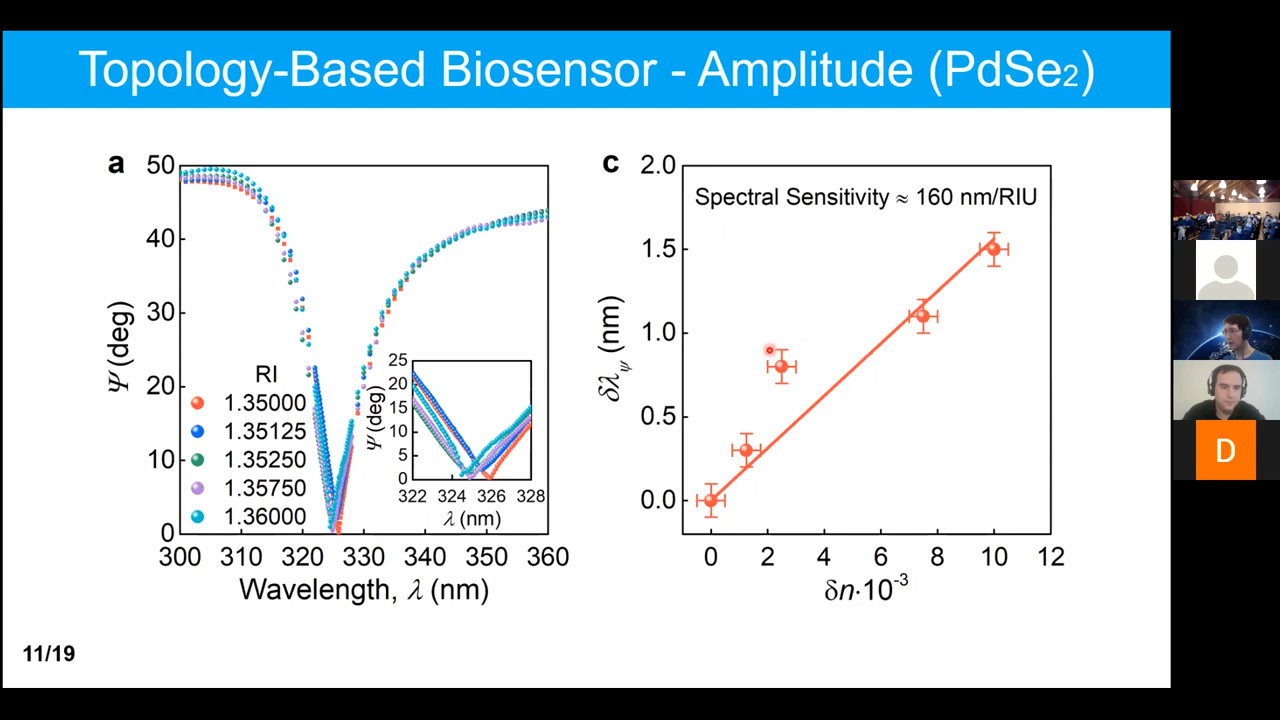 Topology-Based Biosensor - Amplitude (PdSe₂)
a
50
40
30
20
10
0
Ψ (deg)
RI
1.35000
1.35125
1.35250
1.35750
1.36000
25
20
15
10
5
0
Ψ (deg)
322 324 326 328
λ (nm)
300 310 320 330 340 350 360
Wavelength, λ (nm)
c
2.0
1.5
1.0
0.5
0.0
δλᵩ (nm)
Spectral Sensitivity ≈ 160 nm/RIU
0 2 4 6 8 10 12
δn·10⁻³
11/19
D